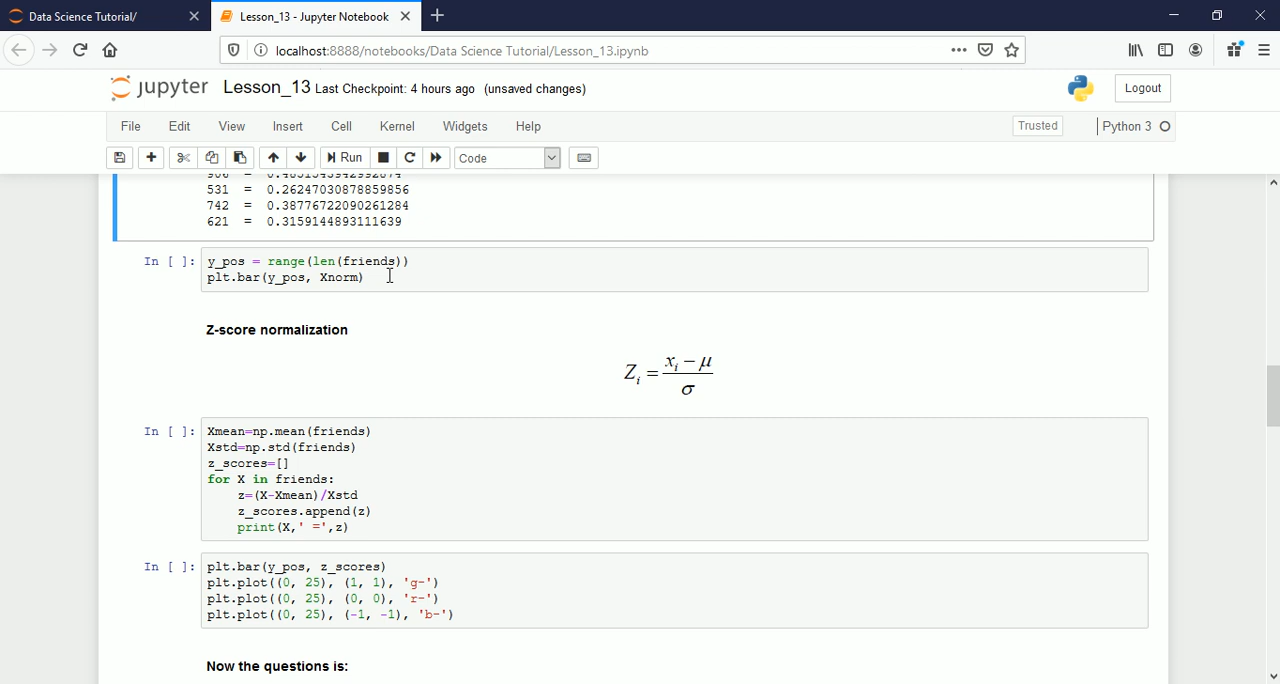 Data Science Tutorial/
Lesson_13 - Jupyter Notebook
localhost:8888/notebooks/Data Science Tutorial/Lesson_13.ipynb
jupyter Lesson_13 Last Checkpoint: 4 hours ago (unsaved changes)
Logout
File Edit View Insert Cell Kernel Widgets Help
Trusted
Python 3
Run
Code
531 = 0.26247030878859856
742 = 0.38776722090261284
621 = 0.3159144893111639
In [ ]: y_pos = range(len(friends))
plt.bar(y_pos, Xnorm)
Z-score normalization
Zi = xi − μ
σ
In [ ]: Xmean=np.mean(friends)
Xstd=np.std(friends)
z_scores=[]
for X in friends:
z=(X-Xmean)/Xstd
z_scores.append(z)
print(X,' =',z)
In [ ]: plt.bar(y_pos, z_scores)
plt.plot((0, 25), (1, 1), 'g-')
plt.plot((0, 25), (0, 0), 'r-')
plt.plot((0, 25), (-1, -1), 'b-')
Now the questions is: